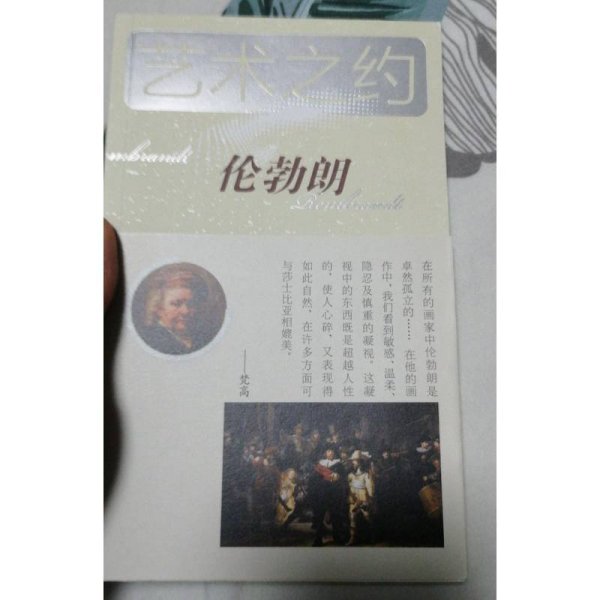 艺术之约
mbrandt
伦勃朗
Rembrandt
在所有的画家中伦勃朗是
卓然孤立的…… 在他的画
作中，我们看到敏感、温柔、
隐忍及慎重的凝视。这凝
视中的东西既是超越人性
的，使人心碎，又表现得
如此自然，在许多方面可
与莎士比亚相媲美。
——梵高